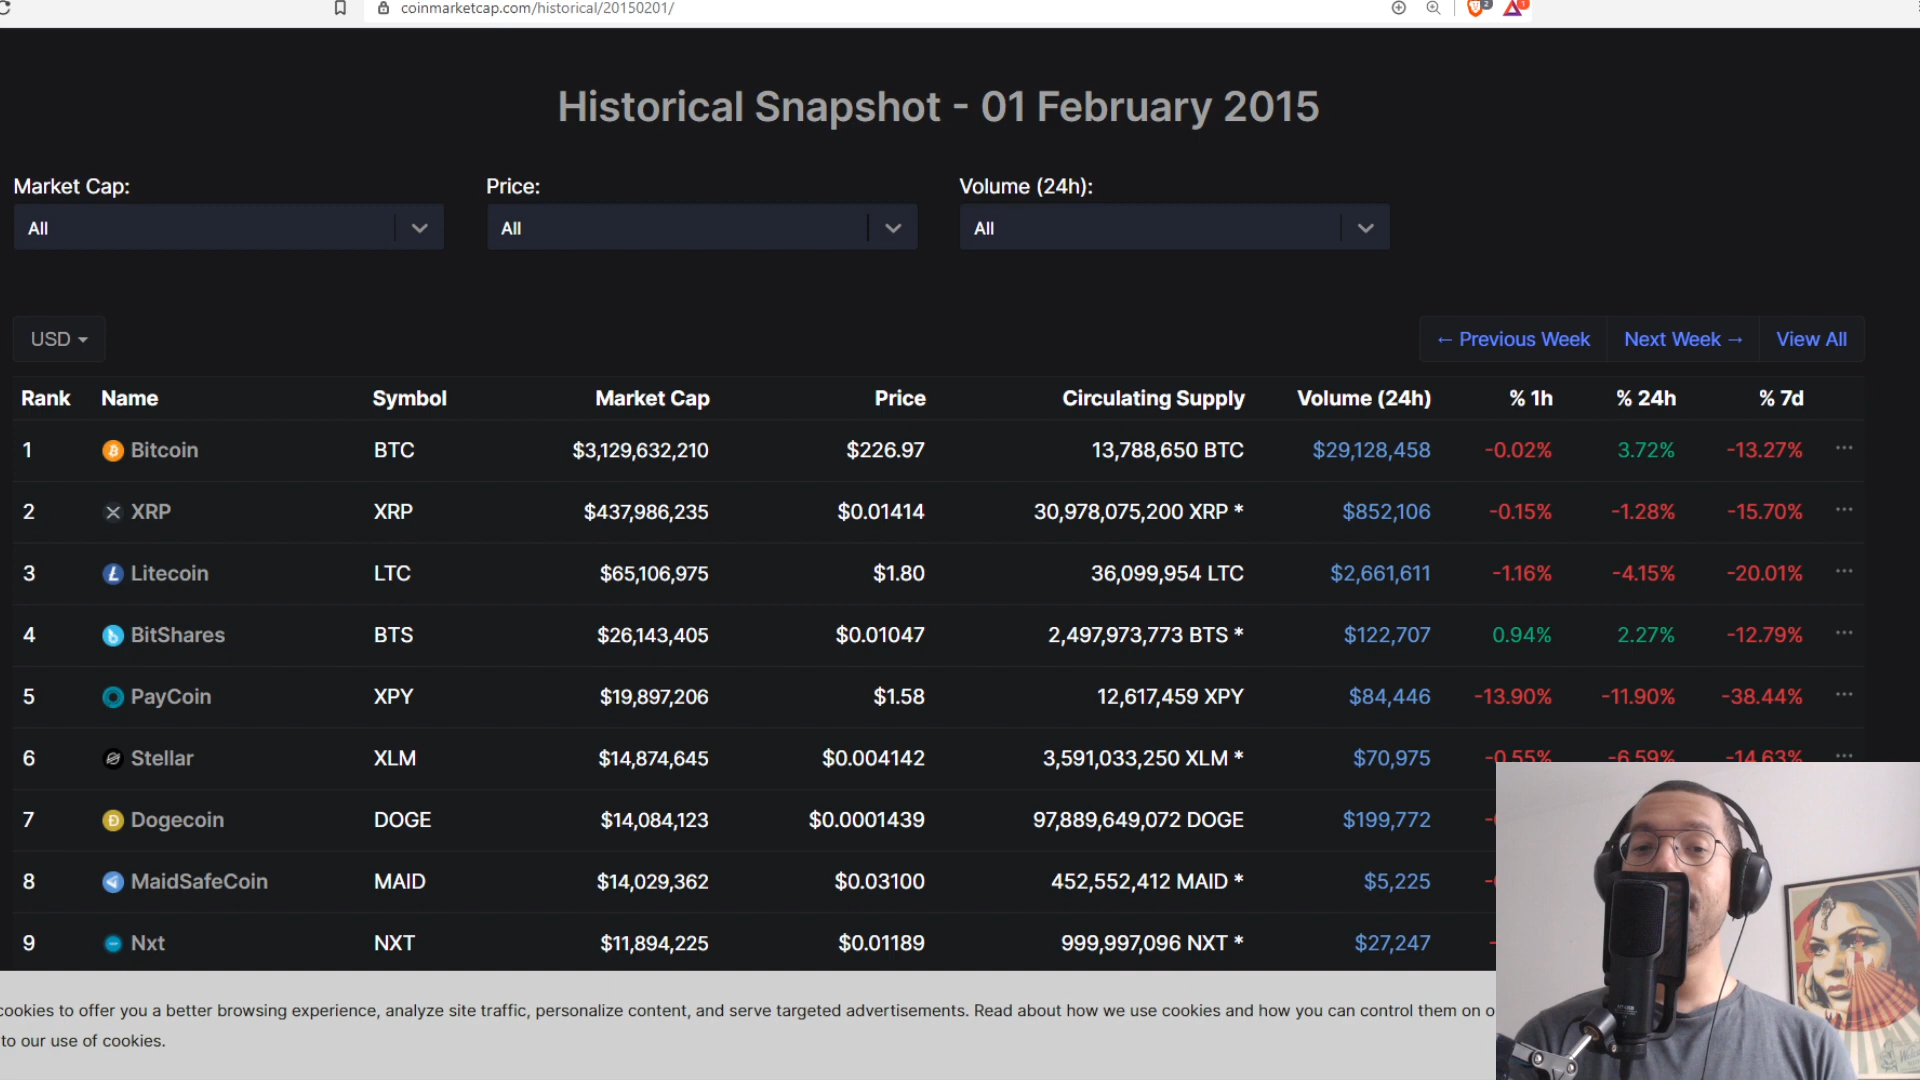 coinmarketcap.com/historical/20150201/
2
1
Historical Snapshot - 01 February 2015
Market Cap: Price: Volume (24h):
All All All
USD ← Previous Week Next Week → View All
Rank Name Symbol Market Cap Price Circulating Supply Volume (24h) % 1h % 24h % 7d
1 Bitcoin BTC $3,129,632,210 $226.97 13,788,650 BTC $29,128,458 -0.02% 3.72% -13.27% ...
2 XRP XRP $437,986,235 $0.01414 30,978,075,200 XRP * $852,106 -0.15% -1.28% -15.70% ...
3 Litecoin LTC $65,106,975 $1.80 36,099,954 LTC $2,661,611 -1.16% -4.15% -20.01% ...
4 BitShares BTS $26,143,405 $0.01047 2,497,973,773 BTS * $122,707 0.94% 2.27% -12.79% ...
5 PayCoin XPY $19,897,206 $1.58 12,617,459 XPY $84,446 -13.90% -11.90% -38.44% ...
6 Stellar XLM $14,874,645 $0.004142 3,591,033,250 XLM * $70,975 -0.55% -6.59% -14.63% ...
7 Dogecoin DOGE $14,084,123 $0.0001439 97,889,649,072 DOGE $199,772
8 MaidSafeCoin MAID $14,029,362 $0.03100 452,552,412 MAID * $5,225
9 Nxt NXT $11,894,225 $0.01189 999,997,096 NXT * $27,247
cookies to offer you a better browsing experience, analyze site traffic, personalize content, and serve targeted advertisements. Read about how we use cookies and how you can control them on
to our use of cookies.